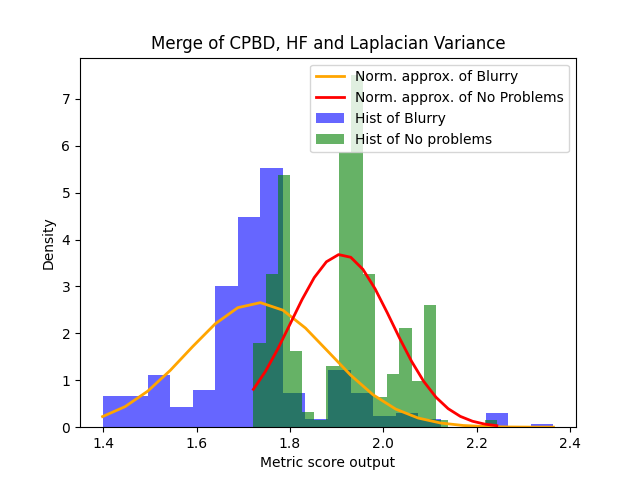 Merge of CPBD, HF and Laplacian Variance
Norm. approx. of Blurry
Norm. approx. of No Problems
Hist of Blurry
Hist of No problems
Density
7
6
5
4
3
2
1
0
1.4 1.6 1.8 2.0 2.2 2.4
Metric score output